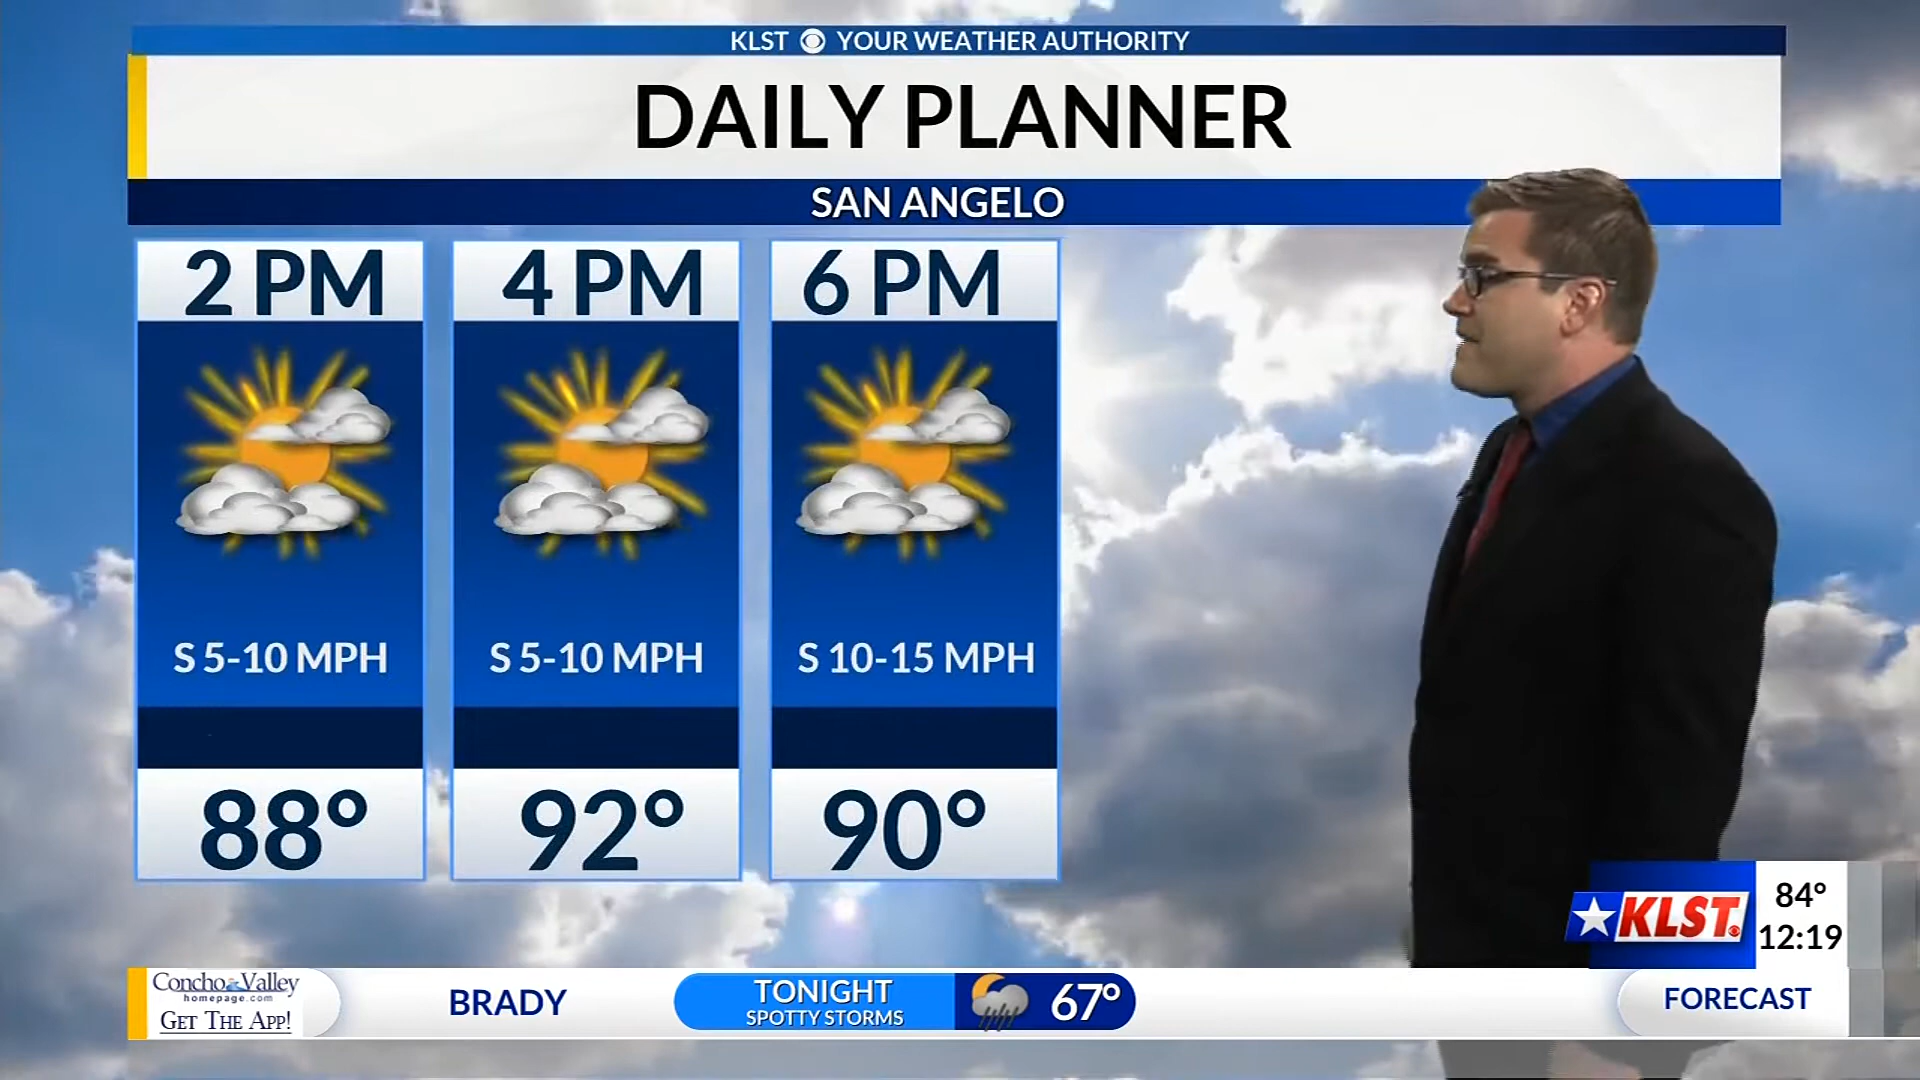 KLST YOUR WEATHER AUTHORITY
DAILY PLANNER
SAN ANGELO
2 PM
4 PM
6 PM
S 5-10 MPH
S 5-10 MPH
S 10-15 MPH
88°
92°
90°
KLST
84°
12:19
Concho Valley
homepage.com
GET THE APP!
BRADY
TONIGHT
SPOTTY STORMS
67°
FORECAST